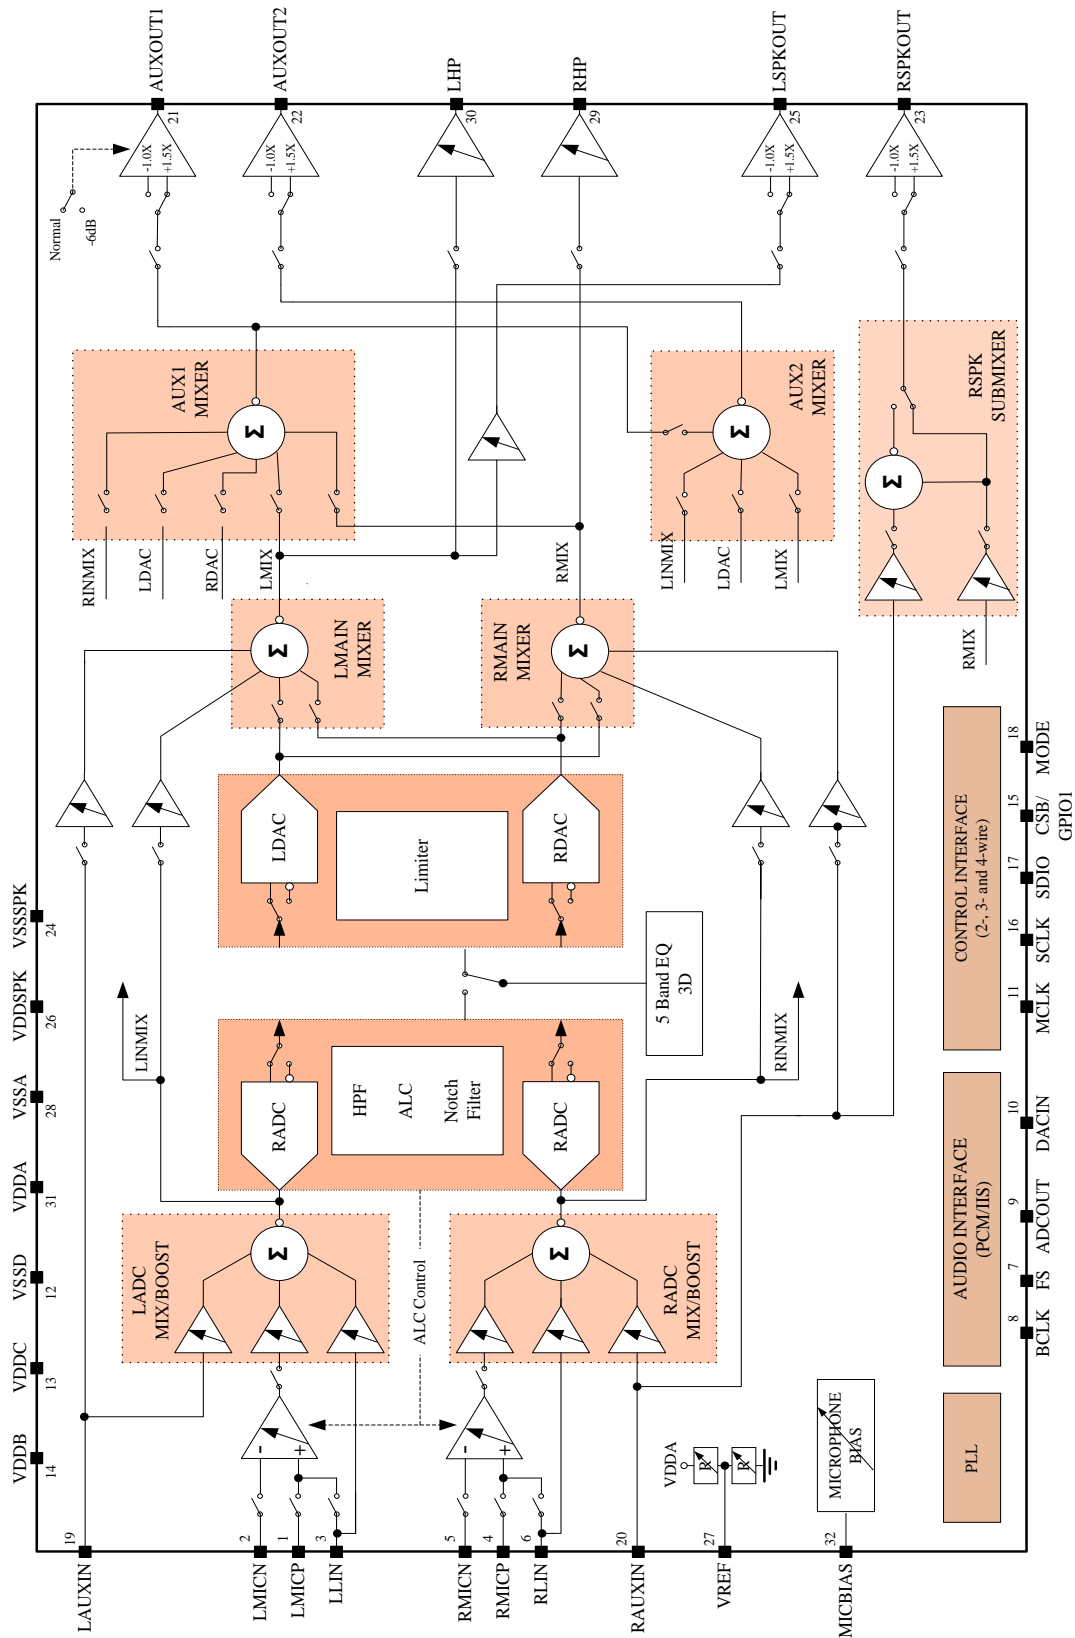 VDDB
14
VDDC
13
VSSD
12
VDDA
31
VSSA
28
VDDSPK
26
VSSSPK
24
LAUXIN
19
LMICN
2
LMICP
1
LLIN
3
RMICN
5
RMICP
4
RLIN
6
RAUXIN
20
VREF
27
MICBIAS
32
-
+
-
+
ALC Control
LADC
MIX/BOOST
Σ
RADC
MIX/BOOST
Σ
VDDA
R
R
MICROPHONE
BIAS
PLL
LINMIX
RADC
HPF
ALC
Notch
Filter
RADC
RINMIX
5 Band EQ
3D
LDAC
Limiter
RDAC
LMAIN
MIXER
Σ
RMAIN
MIXER
Σ
RINMIX
LDAC
RDAC
LMIX
RMIX
AUX1
MIXER
Σ
LINMIX
LDAC
LMIX
AUX2
MIXER
Σ
RMIX
RSPK
SUBMIXER
Σ
Normal
-6dB
-1.0X
+1.5X
21
AUXOUT1
-1.0X
+1.5X
22
AUXOUT2
30
LHP
29
RHP
-1.0X
+1.5X
25
LSPKOUT
-1.0X
+1.5X
23
RSPKOUT
AUDIO INTERFACE
(PCM/IIS)
CONTROL INTERFACE
(2-, 3- and 4-wire)
8
BCLK
7
FS
9
ADCOUT
10
DACIN
11
MCLK
16
SCLK
17
SDIO
15
CSB/
GPIO1
18
MODE